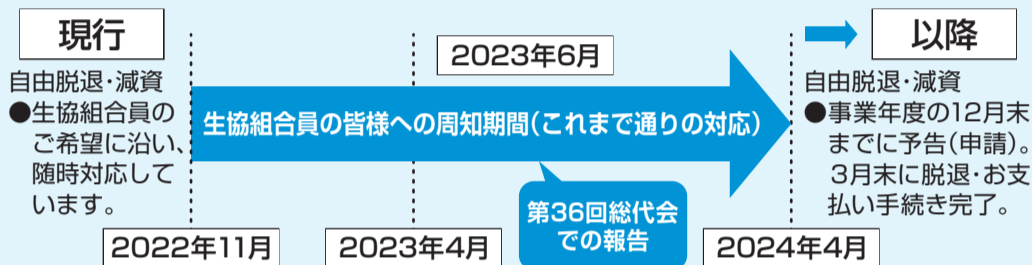 現行
自由脱退・減資
●生協組合員の
ご希望に沿い、
随時対応して
います。
2023年6月
生協組合員の皆様への周知期間(これまで通りの対応)
第36回総代会
での報告
2022年11月
2023年4月
2024年4月
以降
自由脱退・減資
●事業年度の12月末
までに予告(申請)。
3月末に脱退・お支
払い手続き完了。